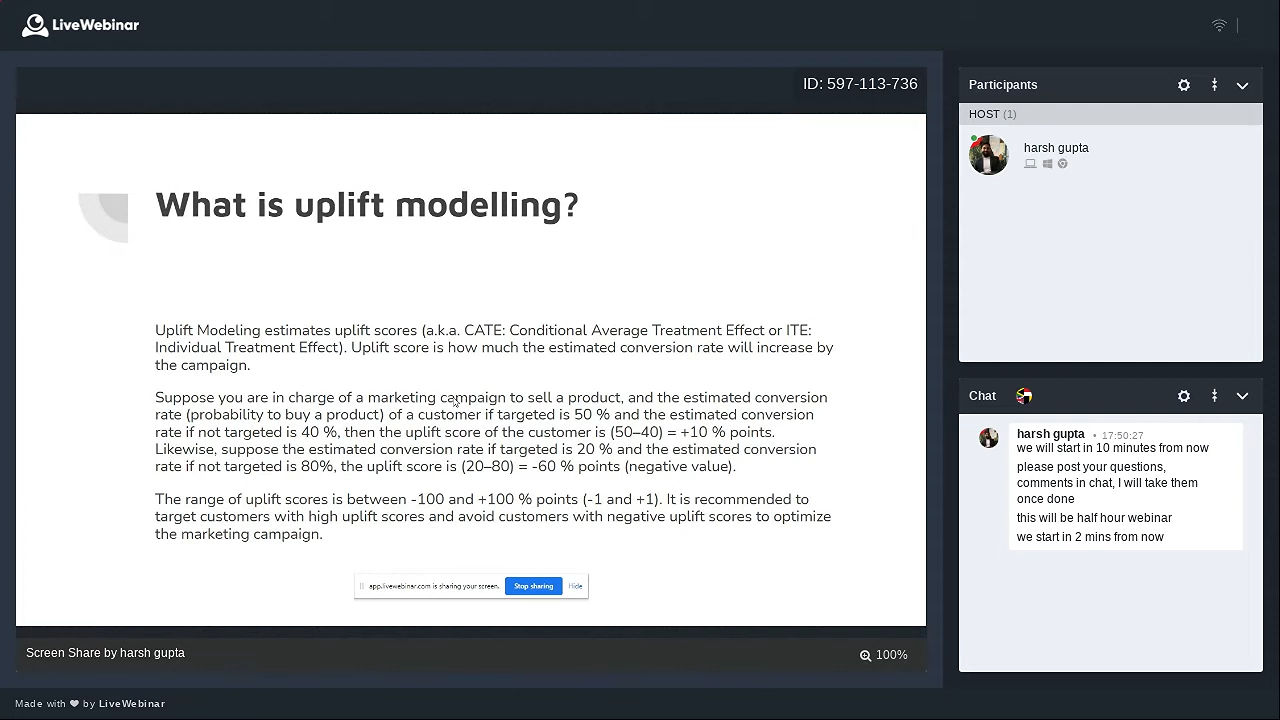 LiveWebinar
ID: 597-113-736
What is uplift modelling?
Uplift Modeling estimates uplift scores (a.k.a. CATE: Conditional Average Treatment Effect or ITE:
Individual Treatment Effect). Uplift score is how much the estimated conversion rate will increase by
the campaign.
Suppose you are in charge of a marketing campaign to sell a product, and the estimated conversion
rate (probability to buy a product) of a customer if targeted is 50 % and the estimated conversion
rate if not targeted is 40 %, then the uplift score of the customer is (50–40) = +10 % points.
Likewise, suppose the estimated conversion rate if targeted is 20 % and the estimated conversion
rate if not targeted is 80%, the uplift score is (20–80) = -60 % points (negative value).
The range of uplift scores is between -100 and +100 % points (-1 and +1). It is recommended to
target customers with high uplift scores and avoid customers with negative uplift scores to optimize
the marketing campaign.
app.livewebinar.com is sharing your screen. Stop sharing Hide
Screen Share by harsh gupta
100%
Participants
HOST (1)
harsh gupta
Chat
harsh gupta • 17:50:27
we will start in 10 minutes from now
please post your questions,
comments in chat, I will take them
once done
this will be half hour webinar
we start in 2 mins from now
Made with ❤ by LiveWebinar